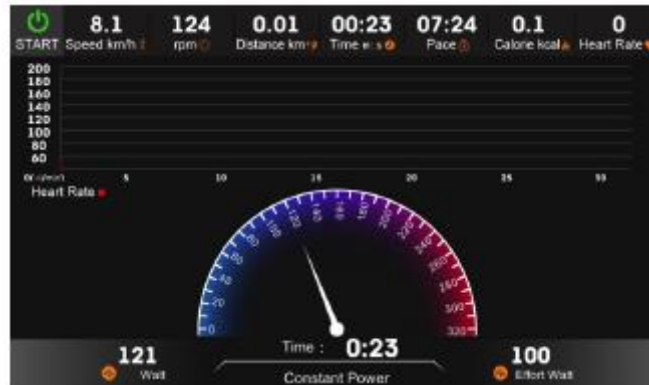 8.1 124 0.01 00:23 07:24 0.1 0
START Speed km/h rpm Distance km Time m:s Pace Calorie kcal Heart Rate
200
180
160
140
120
100
80
60
5 10 15 20 25 30
Heart Rate
0 20 40 60 80 100 120 140 160 180 200 220 240 260 280 300 320
Time : 0:23
121 100
Watt Effort Watt
Constant Power